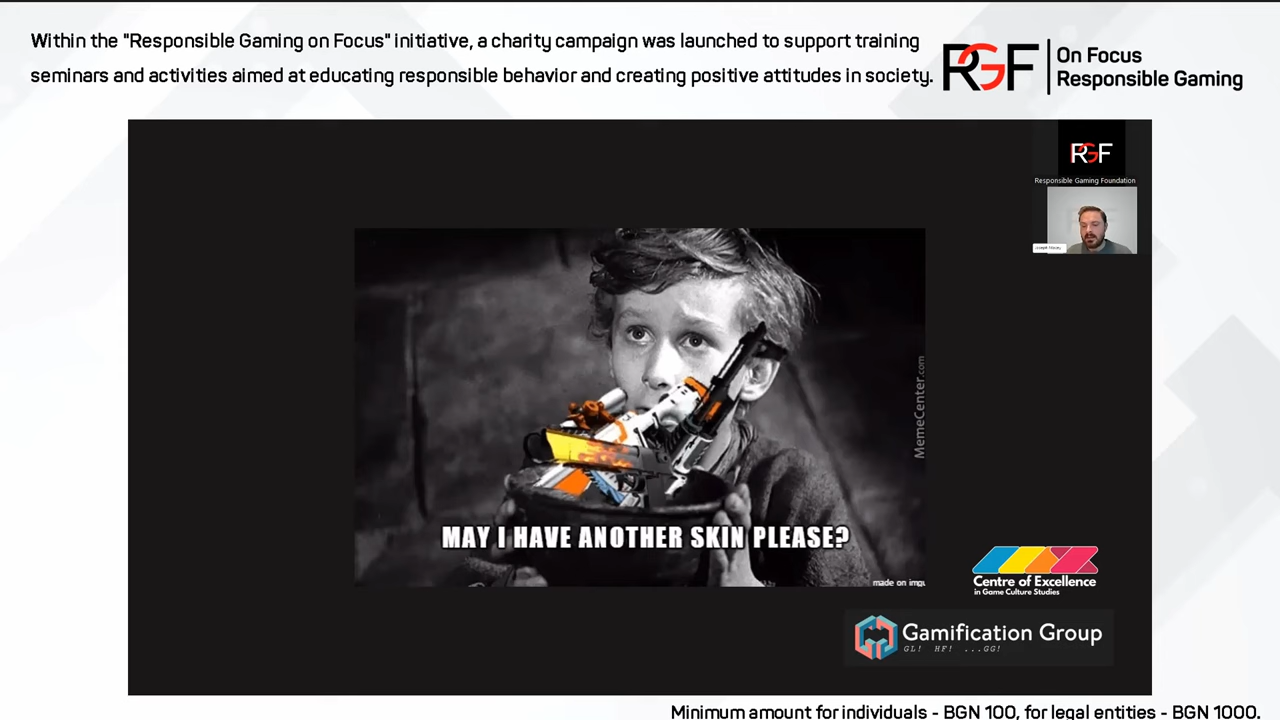 Within the "Responsible Gaming on Focus" initiative, a charity campaign was launched to support training
seminars and activities aimed at educating responsible behavior and creating positive attitudes in society.
RGF
On Focus
Responsible Gaming
RGF
Responsible Gaming Foundation
Joseph
MemeCenter.com
MAY I HAVE ANOTHER SKIN PLEASE?
made on imgu
Centre of Excellence
in Game Culture Studies
Gamification Group
GL! HF! ...GG!
Minimum amount for individuals - BGN 100, for legal entities - BGN 1000.